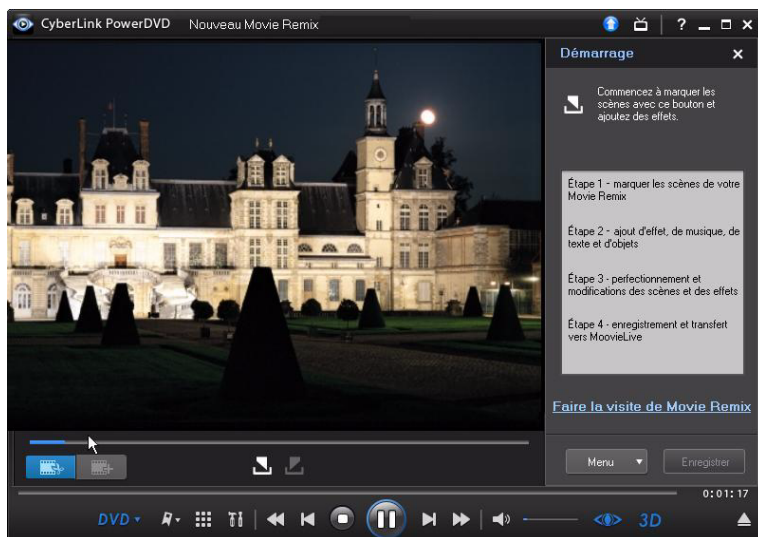 CyberLink PowerDVD Nouveau Movie Remix
?
Démarrage
Commencez à marquer les
scènes avec ce bouton et
ajoutez des effets.
Étape 1 - marquer les scènes de votre
Movie Remix
Étape 2 - ajout d'effet, de musique, de
texte et d'objets
Étape 3 - perfectionnement et
modifications des scènes et des effets
Étape 4 - enregistrement et transfert
vers MoovieLive
Faire la visite de Movie Remix
Menu
Enregistrer
0:01:17
DVD
3D